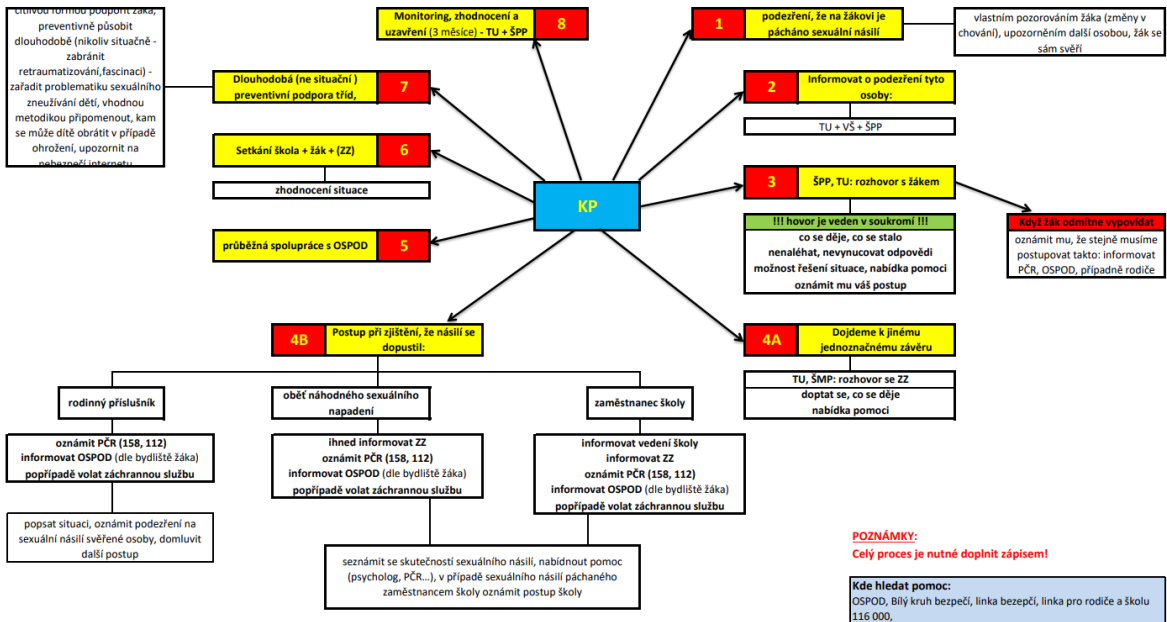 citlivou formou podpořit žáka,
preventivně působit
dlouhodobě (nikoliv situačně -
zabránit
retraumatizování,fascinaci) -
zařadit problematiku sexuálního
zneužívání dětí, vhodnou
metodikou připomenout, kam
se může dítě obrátit v případě
ohrožení, upozornit na
nebezpečí internetu
Monitoring, zhodnocení a
uzavření (3 měsíce) - TU + ŠPP
8
1
podezření, že na žákovi je
pácháno sexuální násilí
vlastním pozorováním žáka (změny v
chování), upozorněním další osobou, žák se
sám svěří
Dlouhodobá (ne situační )
preventivní podpora tříd,
7
2
Informovat o podezření tyto
osoby:
TU + VŠ + ŠPP
Setkání škola + žák + (ZZ)
6
zhodnocení situace
KP
3
ŠPP, TU: rozhovor s žákem
!!! hovor je veden v soukromí !!!
co se děje, co se stalo
nenaléhat, nevynucovat odpovědi
možnost řešení situace, nabídka pomoci
oznámit mu váš postup
Když žák odmítne vypovídat
oznámit mu, že stejně musíme
postupovat takto: informovat
PČR, OSPOD, případně rodiče
průběžná spolupráce s OSPOD
5
4B
Postup při zjištění, že násilí se
dopustil:
4A
Dojdeme k jinému
jednoznačnému závěru
TU, ŠMP: rozhovor se ZZ
doptat se, co se děje
nabídka pomoci
rodinný příslušník
oznámit PČR (158, 112)
informovat OSPOD (dle bydliště žáka)
popřípadě volat záchrannou službu
popsat situaci, oznámit podezření na
sexuální násilí svěřené osoby, domluvit
další postup
oběť náhodného sexuálního
napadení
ihned informovat ZZ
oznámit PČR (158, 112)
informovat OSPOD (dle bydliště žáka)
popřípadě volat záchrannou službu
zaměstnanec školy
informovat vedení školy
informovat ZZ
oznámit PČR (158, 112)
informovat OSPOD (dle bydliště žáka)
popřípadě volat záchrannou službu
seznámit se skutečností sexuálního násilí, nabídnout pomoc
(psycholog, PČR...), v případě sexuálního násilí páchaného
zaměstnancem školy oznámit postup školy
POZNÁMKY:
Celý proces je nutné doplnit zápisem!
Kde hledat pomoc:
OSPOD, Bílý kruh bezpečí, linka bezepčí, linka pro rodiče a školu
116 000,